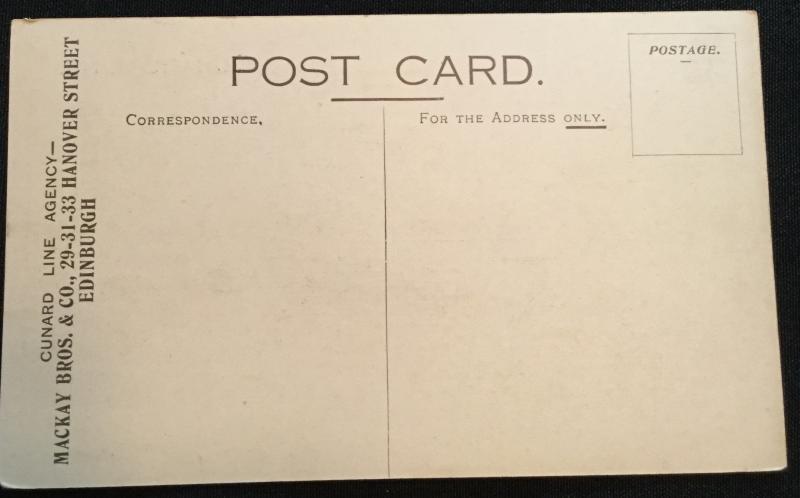 CUNARD LINE AGENCY—
MACKAY BROS. & CO., 29-31-33 HANOVER STREET
EDINBURGH
POST CARD.
CORRESPONDENCE,
FOR THE ADDRESS ONLY.
POSTAGE.